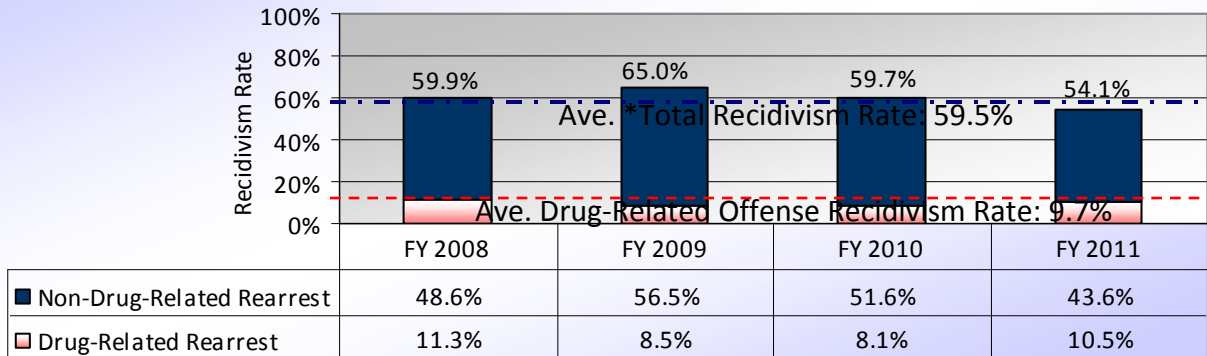 100%
80%
60%
40%
20%
0%
Recidivism Rate
59.9%
65.0%
59.7%
54.1%
Ave. *Total Recidivism Rate: 59.5%
Ave. Drug-Related Offense Recidivism Rate: 9.7%
FY 2008 FY 2009 FY 2010 FY 2011
Non-Drug-Related Rearrest 48.6% 56.5% 51.6% 43.6%
Drug-Related Rearrest 11.3% 8.5% 8.1% 10.5%